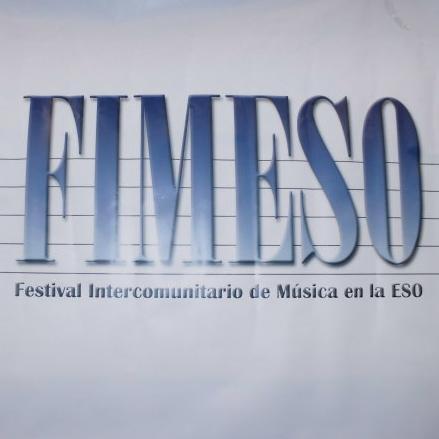 FIMESO
Festival Intercomunitario de Música en la ESO